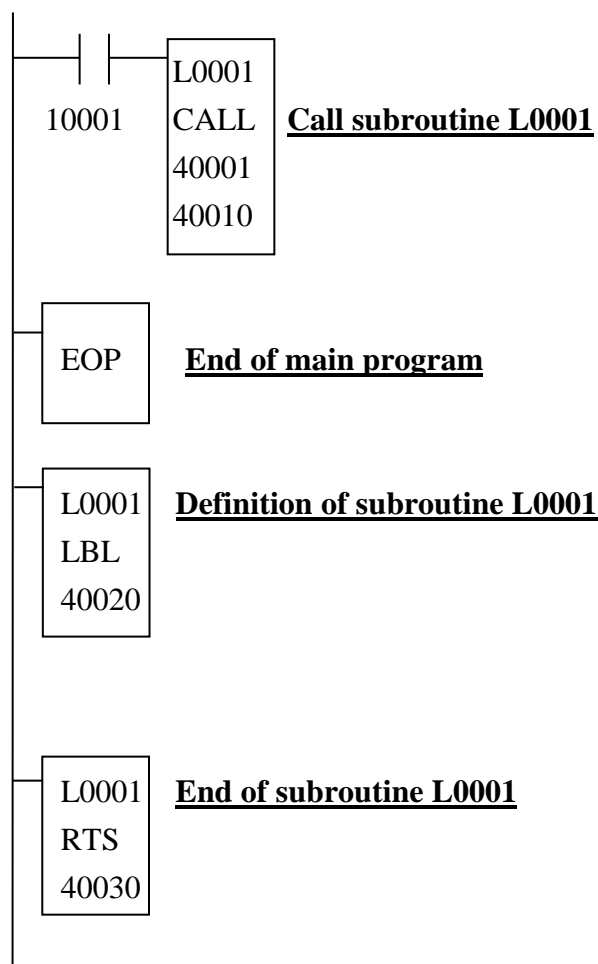 L0001
10001 CALL Call subroutine L0001
40001
40010
EOP End of main program
L0001 Definition of subroutine L0001
LBL
40020
L0001 End of subroutine L0001
RTS
40030